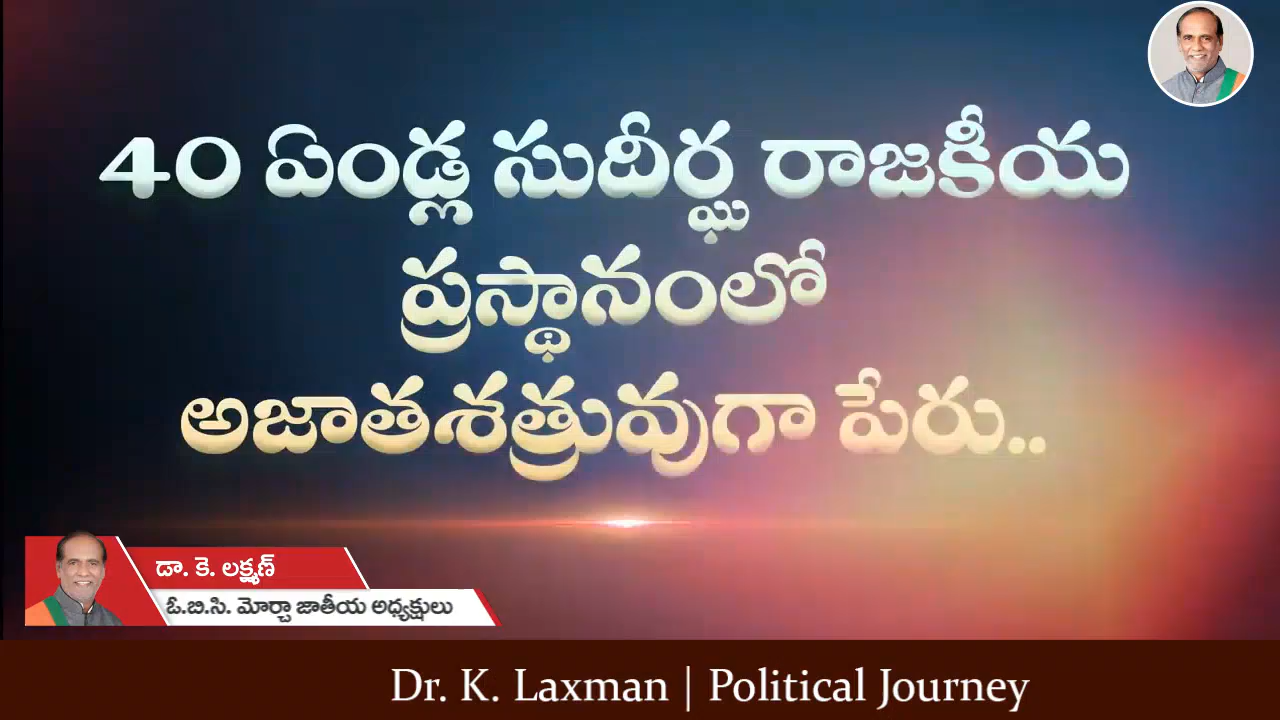 40 ఏండ్ల సుదీర్ఘ రాజకీయ
ప్రస్థానంలో
అజాతశత్రువుగా పేరు..
డా. కె. లక్ష్మణ్
ఓ.బి.సి. మోర్చా జాతీయ అధ్యక్షులు
Dr. K. Laxman | Political Journey